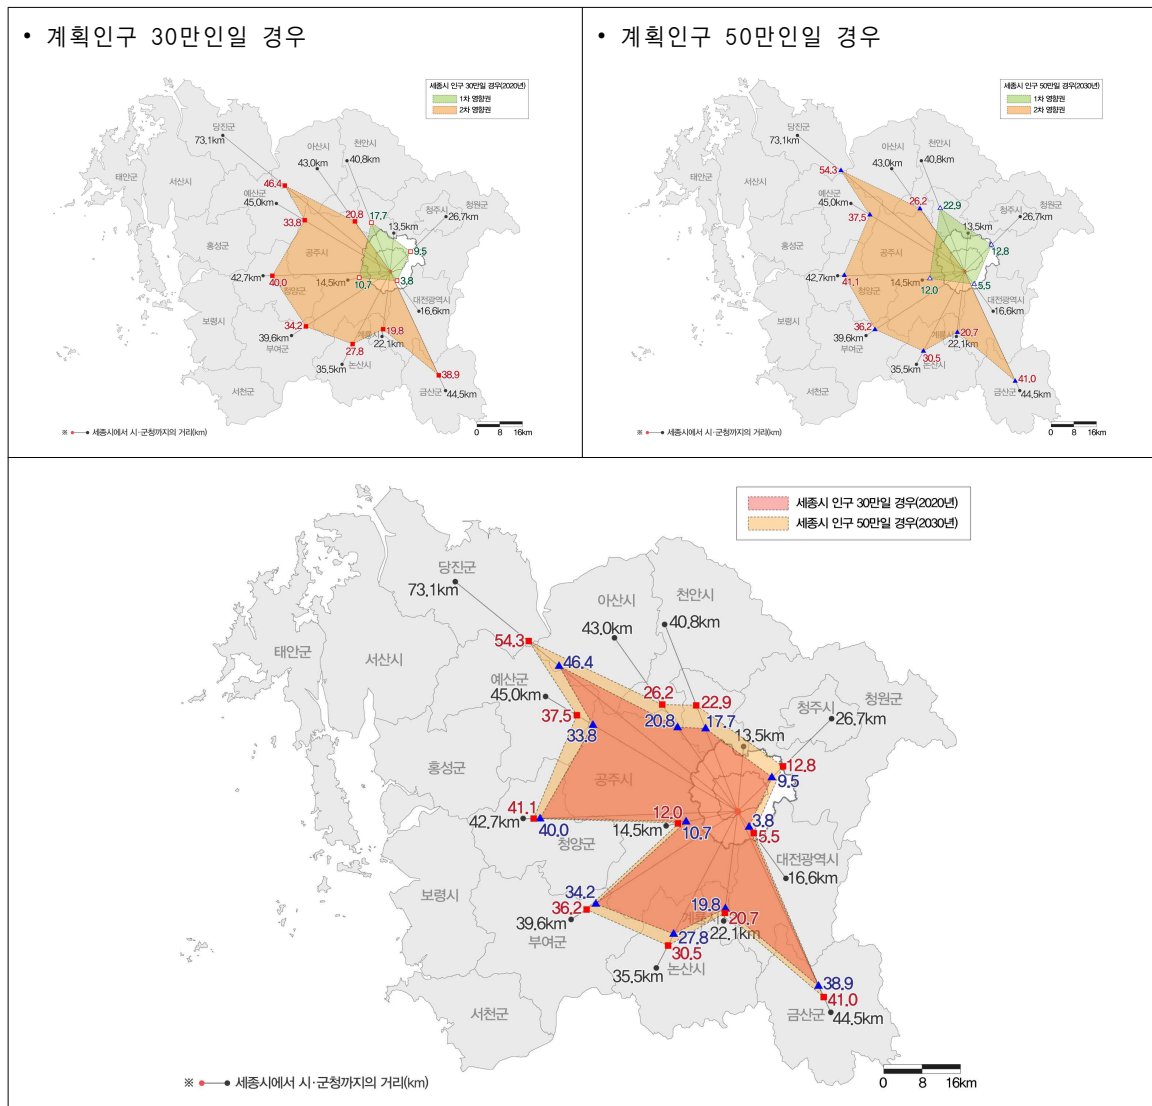 • 계획인구 30만인일 경우
세종시 인구 30만일 경우(2020년)
1차 영향권
2차 영향권
당진군
73.1km
아산시
43.0km
천안시
40.8km
태안군
서산시
46.4
예산군
45.0km
33.8
20.8
17.7
청주시
청원군
26.7km
13.5km
9.5
홍성군
공주시
42.7km
40.0
청양군
14.5km
10.7
3.8
대전광역시
16.6km
보령시
34.2
39.6km
부여군
19.8
계룡시
22.1km
27.8
35.5km
논산시
38.9
서천군
금산군
44.5km
※ 세종시에서 시·군청까지의 거리(km)
0 8 16km
• 계획인구 50만인일 경우
세종시 인구 50만일 경우(2030년)
1차 영향권
2차 영향권
당진군
73.1km
아산시
43.0km
천안시
40.8km
태안군
서산시
54.3
예산군
45.0km
37.5
26.2
22.9
청주시
청원군
26.7km
13.5km
12.8
홍성군
공주시
42.7km
41.1
청양군
14.5km
12.0
5.5
대전광역시
16.6km
보령시
36.2
39.6km
부여군
20.7
계룡시
22.1km
30.5
35.5km
논산시
41.0
서천군
금산군
44.5km
※ 세종시에서 시·군청까지의 거리(km)
0 8 16km
세종시 인구 30만일 경우(2020년)
세종시 인구 50만일 경우(2030년)
당진군
73.1km
아산시
43.0km
천안시
40.8km
태안군
서산시
54.3
46.4
예산군
45.0km
37.5
33.8
26.2
22.9
20.8
17.7
청주시
청원군
26.7km
13.5km
12.8
9.5
홍성군
공주시
41.1
42.7km
40.0
청양군
12.0
14.5km
10.7
3.8
5.5
대전광역시
16.6km
보령시
34.2
36.2
39.6km
부여군
19.8
계룡시
20.7
22.1km
27.8
30.5
35.5km
논산시
38.9
41.0
서천군
금산군
44.5km
※ 세종시에서 시·군청까지의 거리(km)
0 8 16km